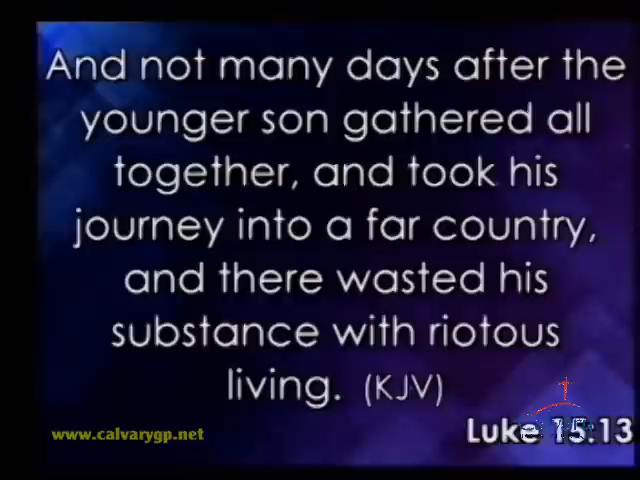 And not many days after the
younger son gathered all
together, and took his
journey into a far country,
and there wasted his
substance with riotous
living. (KJV)
www.calvarygp.net
Luke 15.13